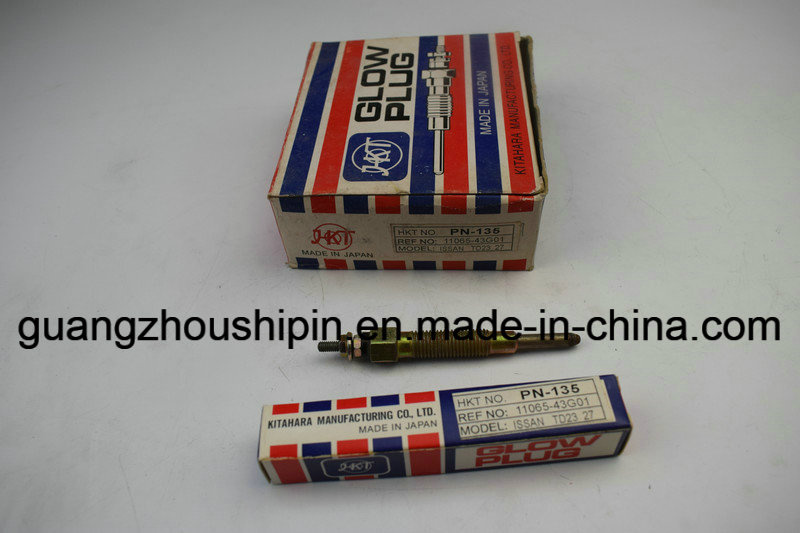 GLOW
PLUG
HKT
MADE IN JAPAN
KITAHARA MANUFACTURING CO., LTD.
HKT
MADE IN JAPAN
HKT NO. PN-135
REF NO: 11065-43G01
MODEL: ISSAN TD23 27
guangzhoushipin.en.made-in-china.com
KITAHARA MANUFACTURING CO., LTD.
MADE IN JAPAN
HKT
HKT NO. PN-135
REF NO: 11065-43G01
MODEL: ISSAN TD23 27
GLOW
PLUG